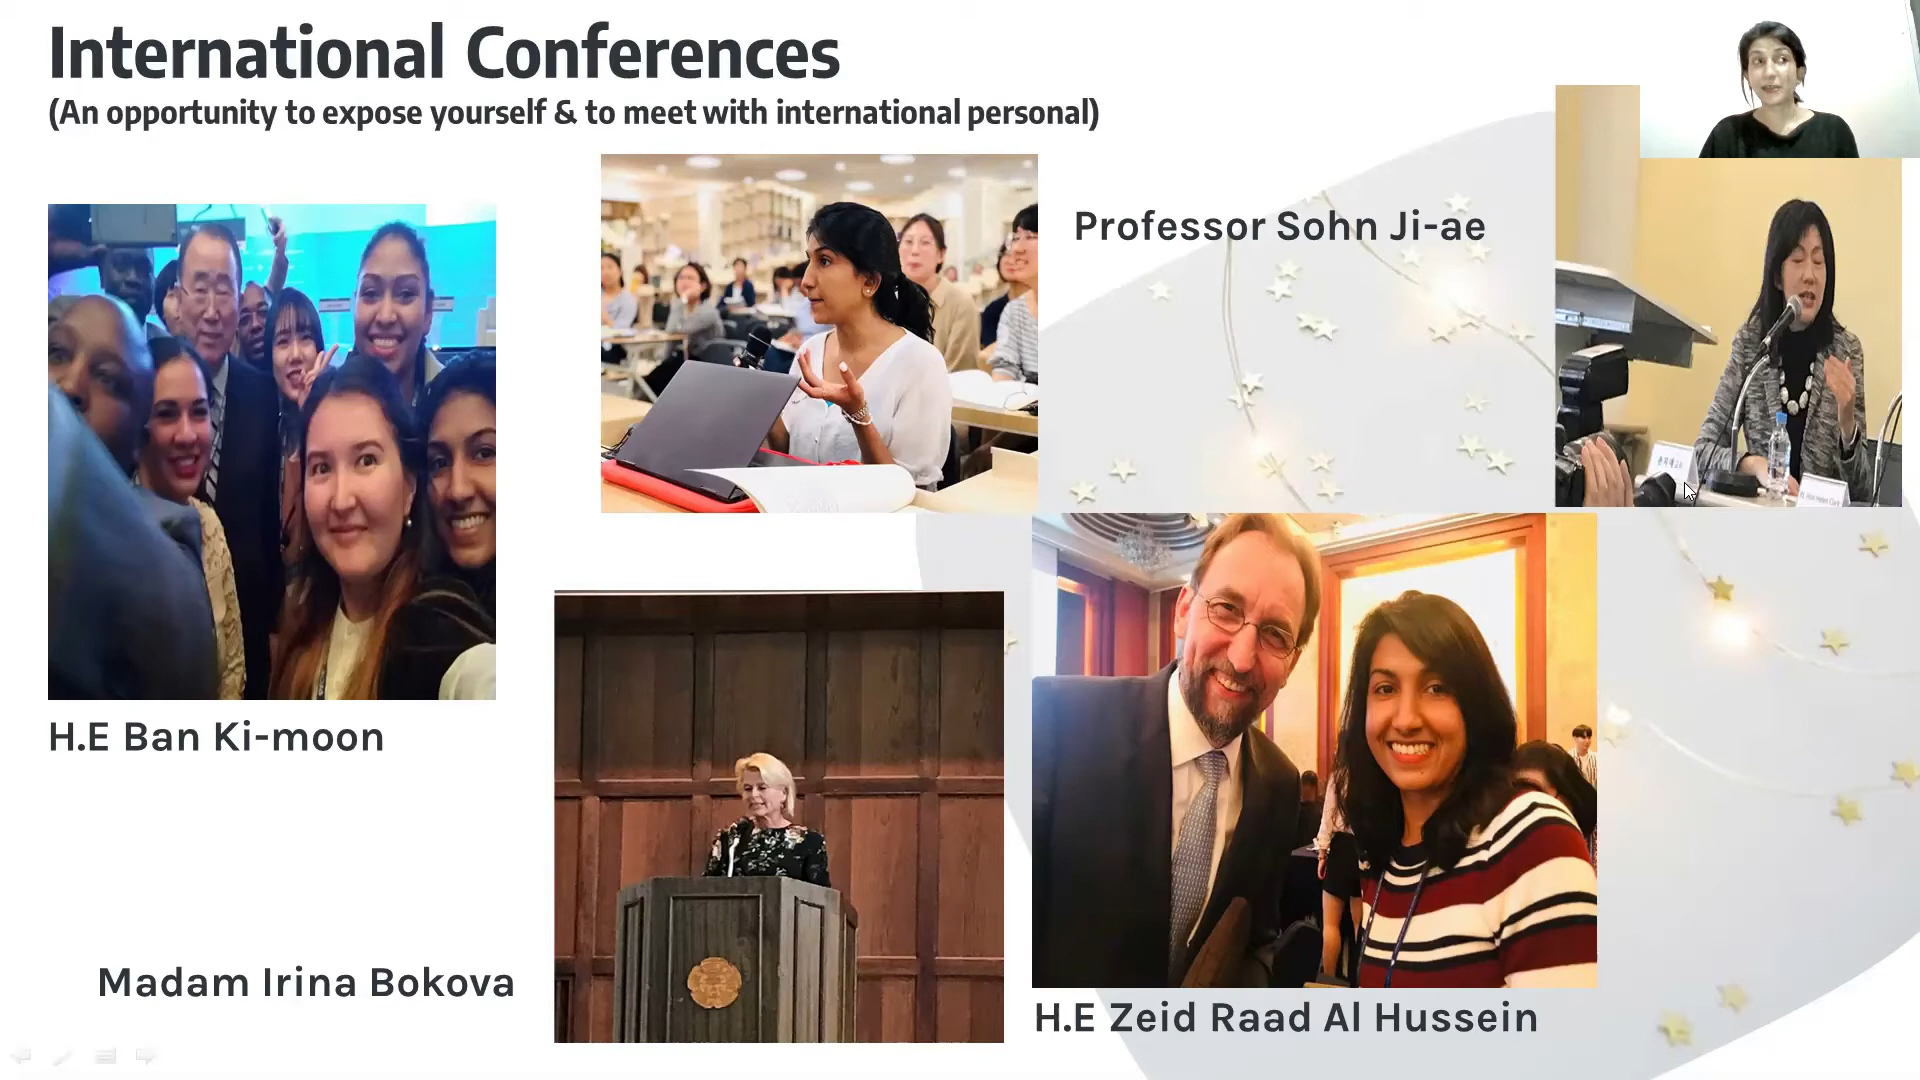 International Conferences
(An opportunity to expose yourself & to meet with international personal)
Professor Sohn Ji-ae
H.E Ban Ki-moon
Madam Irina Bokova
H.E Zeid Raad Al Hussein